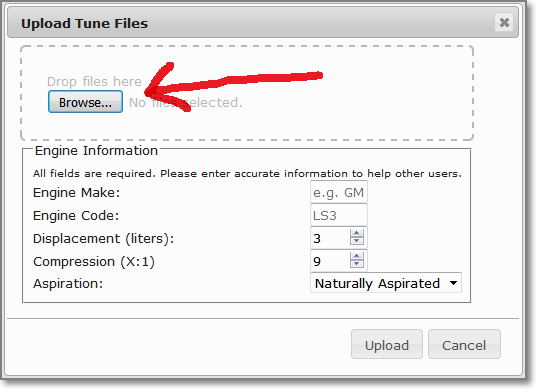 Upload Tune Files
Drop files here
Browse... No files selected.
Engine Information
All fields are required. Please enter accurate information to help other users.
Engine Make: e.g. GM
Engine Code: LS3
Displacement (liters): 3
Compression (X:1) 9
Aspiration: Naturally Aspirated
Upload Cancel